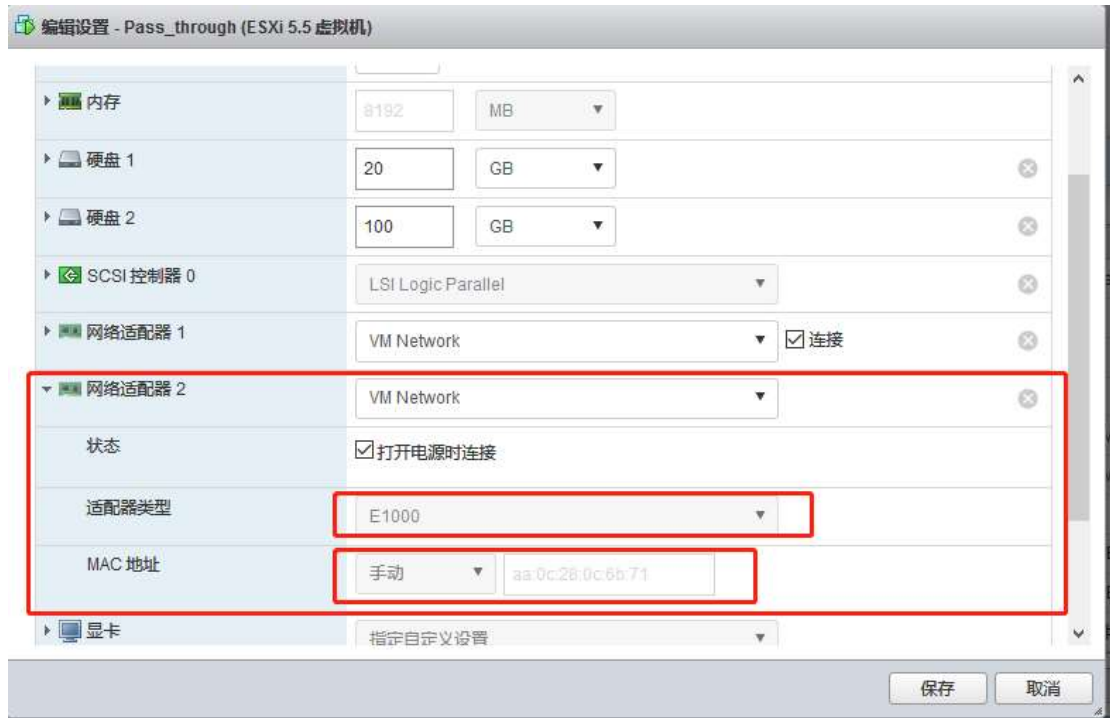 编辑设置 - Pass_through (ESXi 5.5 虚拟机)
内存 8192 MB
硬盘 1 20 GB
硬盘 2 100 GB
SCSI 控制器 0 LSI Logic Parallel
网络适配器 1 VM Network 连接
网络适配器 2 VM Network
状态 打开电源时连接
适配器类型 E1000
MAC 地址 手动 aa:0c:28:0c:6b:71
显卡 指定自定义设置
保存 取消